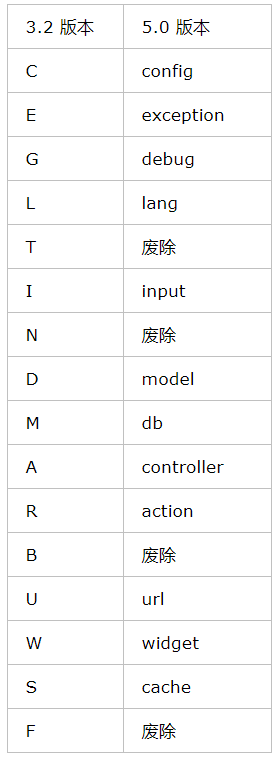 3.2 版本 5.0 版本
C config
E exception
G debug
L lang
T 废除
I input
N 废除
D model
M db
A controller
R action
B 废除
U url
W widget
S cache
F 废除